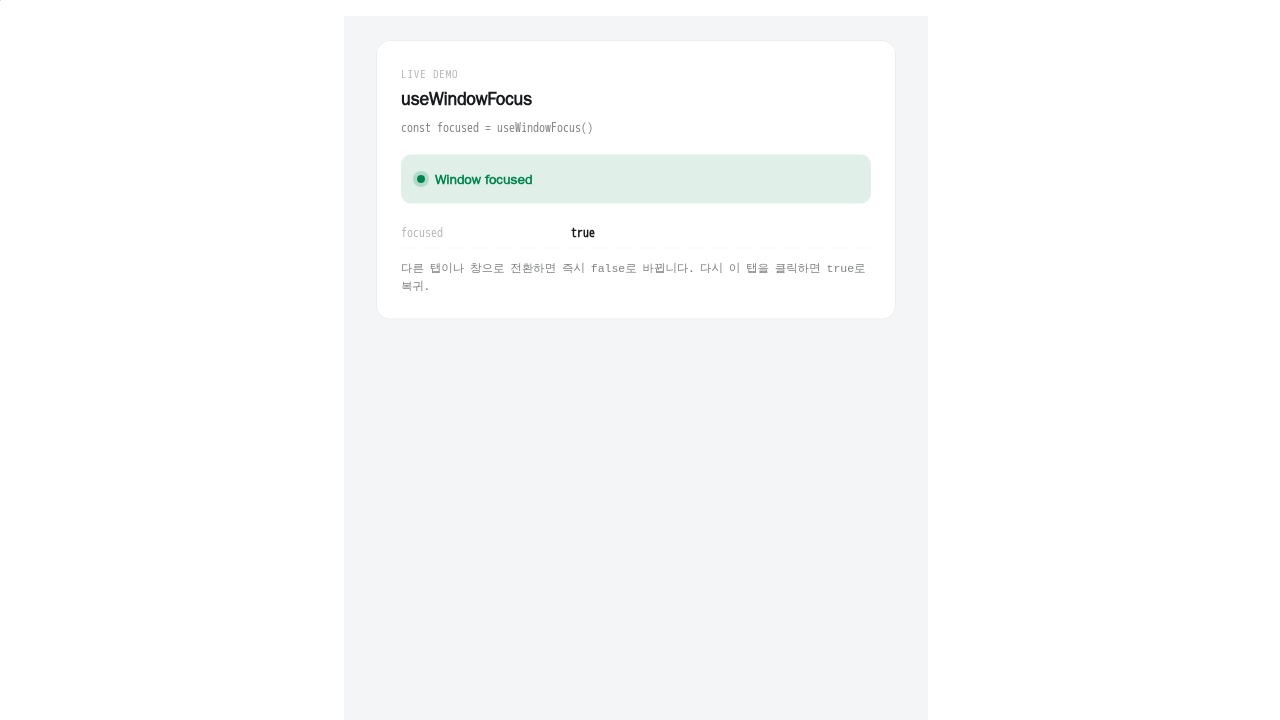 LIVE DEMO
useWindowFocus
const focused = useWindowFocus()
Window focused
focused true
다른 탭이나 창으로 전환하면 즉시 false로 바뀝니다. 다시 이 탭을 클릭하면 true로
복귀.